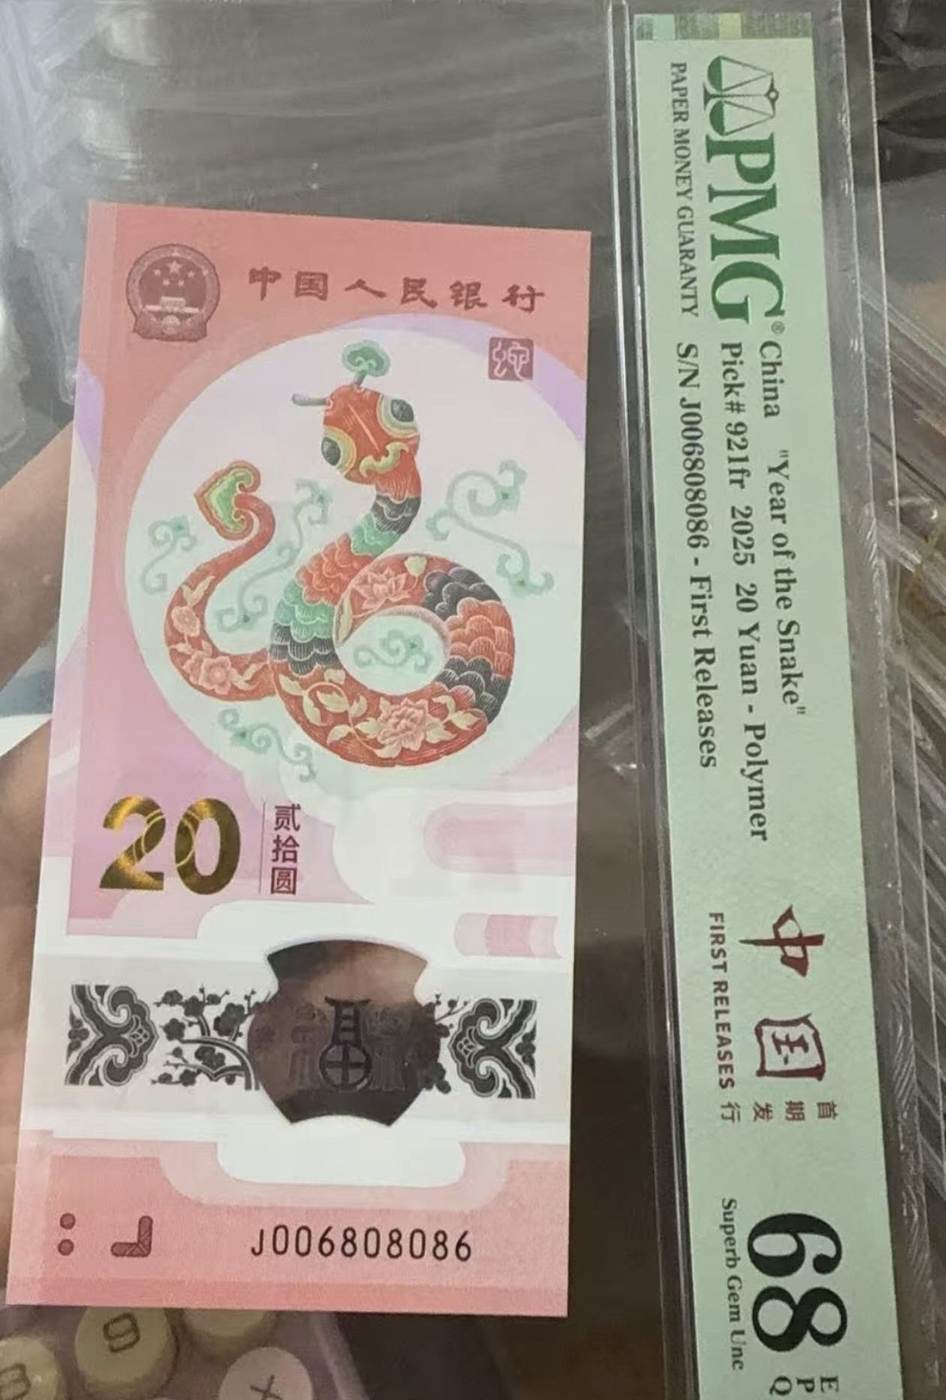 中国人民银行
蛇
20
贰拾圆
J006808086
PMG®
PAPER MONEY GUARANTY
China "Year of the Snake"
Pick# 921fr 2025 20 Yuan - Polymer
S/N J006808086 - First Releases
中国
首期发行
FIRST RELEASES
68
EPQ
Superb Gem Unc
9